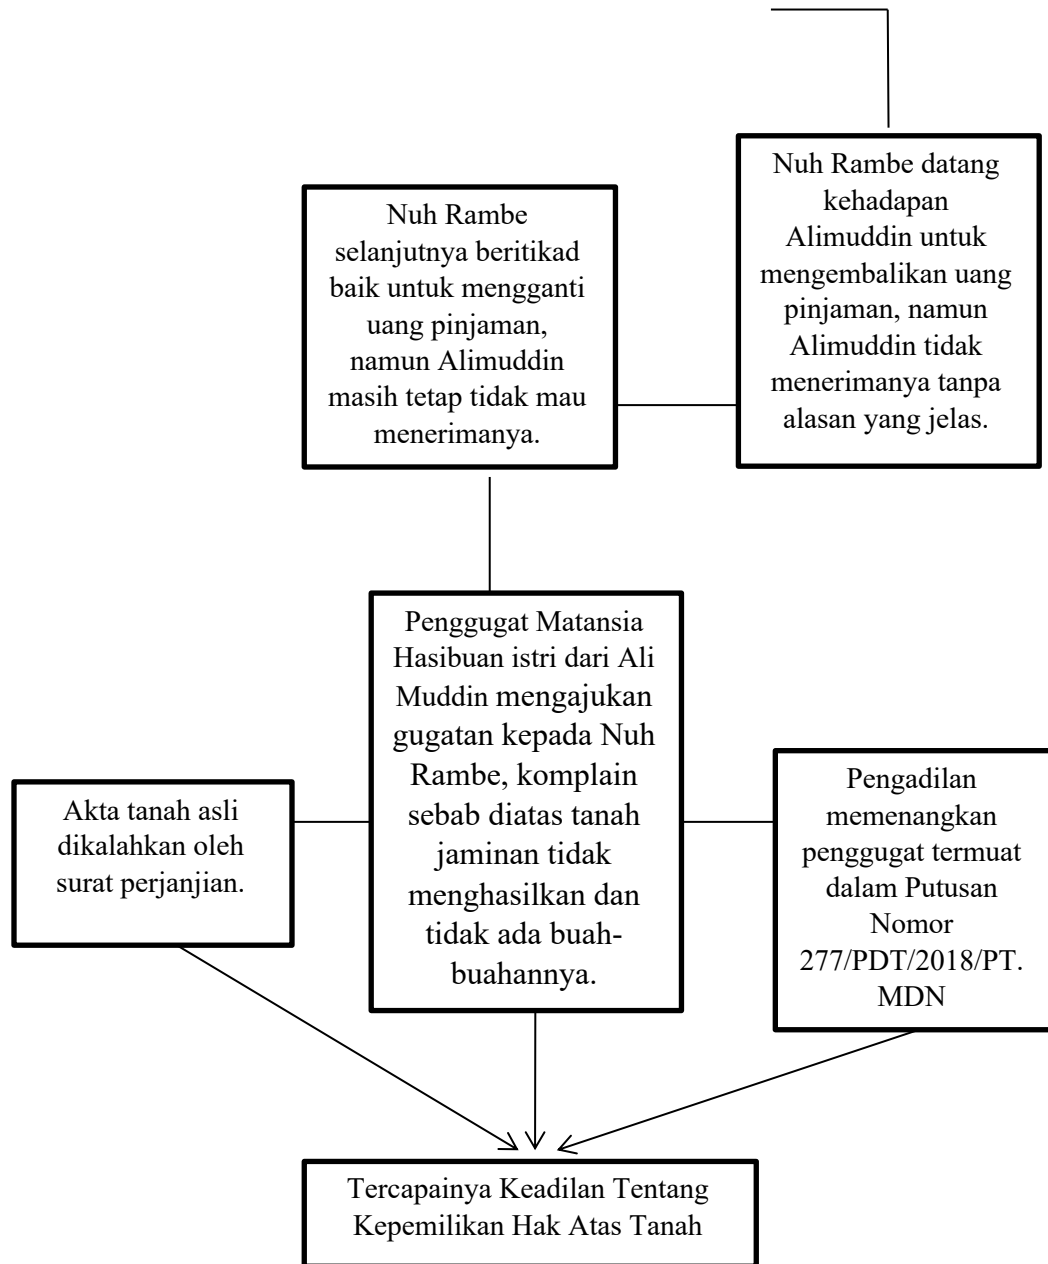 Nuh Rambe datang
kehadapan
Alimuddin untuk
mengembalikan uang
pinjaman, namun
Alimuddin tidak
menerimanya tanpa
alasan yang jelas.
Nuh Rambe
selanjutnya beritikad
baik untuk mengganti
uang pinjaman,
namun Alimuddin
masih tetap tidak mau
menerimanya.
Penggugat Matansia
Hasibuan istri dari Ali
Muddin mengajukan
gugatan kepada Nuh
Rambe, komplain
sebab diatas tanah
jaminan tidak
menghasilkan dan
tidak ada buah-
buahannya.
Akta tanah asli
dikalahkan oleh
surat perjanjian.
Pengadilan
memenangkan
penggugat termuat
dalam Putusan
Nomor
277/PDT/2018/PT.
MDN
Tercapainya Keadilan Tentang
Kepemilikan Hak Atas Tanah